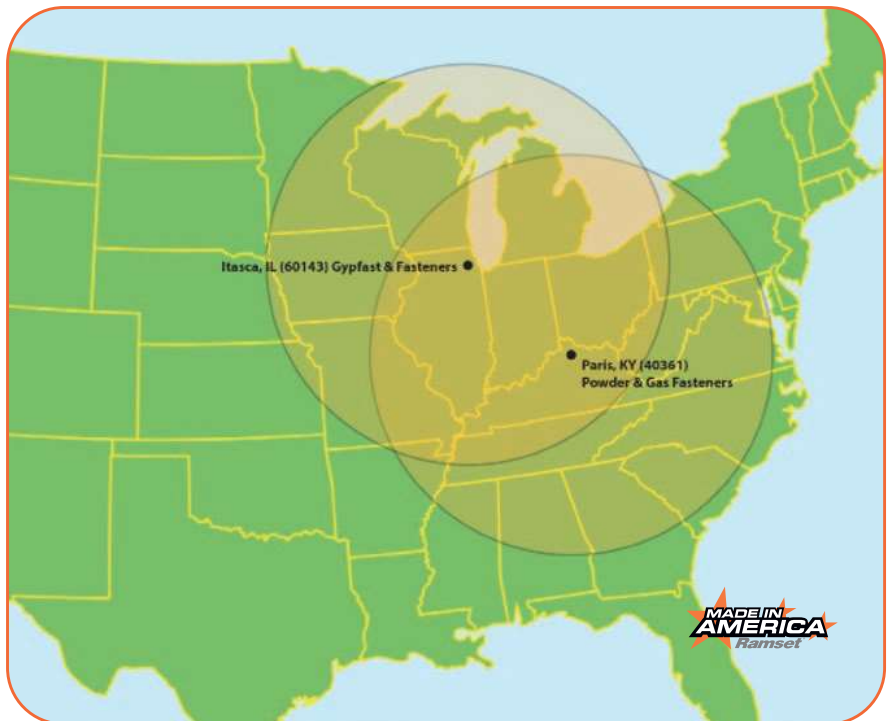 Itasca, IL (60143) Gypfast & Fasteners
Paris, KY (40361)
Powder & Gas Fasteners
MADE IN
AMERICA
Ramset